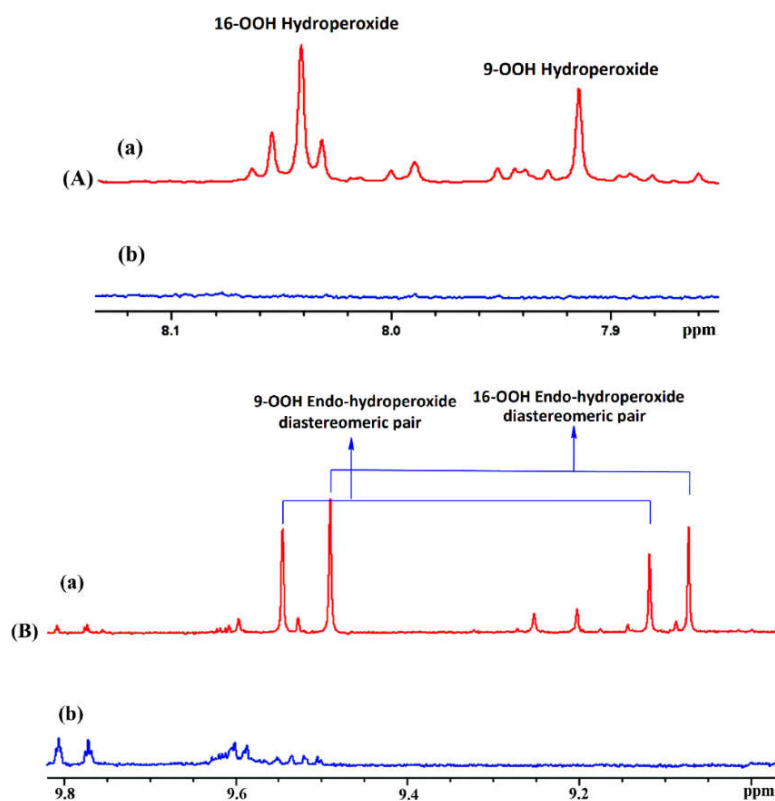 16-OOH Hydroperoxide
9-OOH Hydroperoxide
(a)
(A)
(b)
8.1 8.0 7.9 ppm
9-OOH Endo-hydroperoxide
diastereomeric pair
16-OOH Endo-hydroperoxide
diastereomeric pair
(a)
(B)
(b)
9.8 9.6 9.4 9.2 ppm